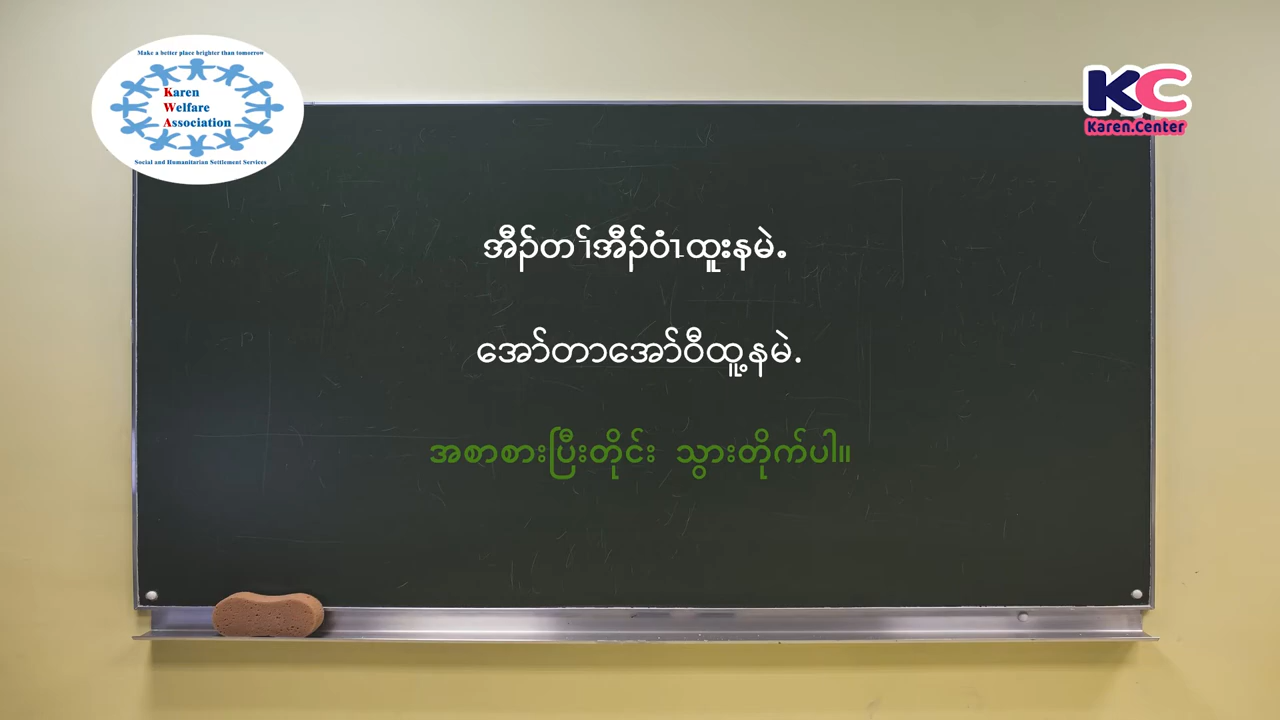 Make a better place brighter than tomorrow
Karen
Welfare
Association
Social and Humanitarian Settlement Services
KC
Karen.Center
အီၣ်တၢ်အီၣ်ဝံၤထူးနမဲ.
အော်တာအော်ဝီထူ့နမဲ.
အစာစားပြီးတိုင်း သွားတိုက်ပါ။